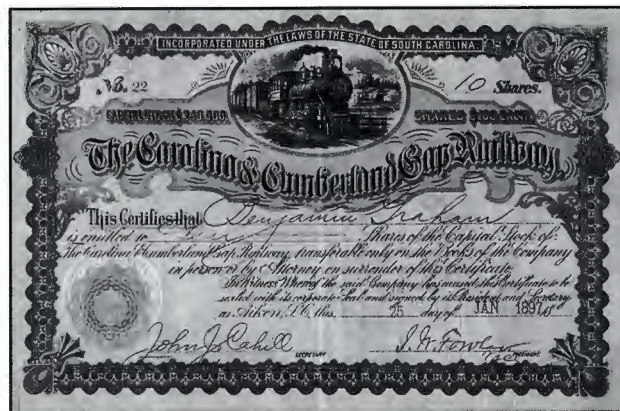 INCORPORATED UNDER THE LAWS OF THE STATE OF SOUTH CAROLINA.
No. 22
10 Shares.
CAPITAL STOCK $
SHARES $100 EACH
The Carolina & Cumberland Gap Railway
This Certifies that Benjamin Graham
is entitled to Shares of the Capital Stock of
The Carolina & Cumberland Gap Railway, transferable only on the Books of the Company
in person or by Attorney on surrender of this Certificate.
In Witness Whereof the said Company has caused this Certificate to be
sealed with its corporate Seal and signed by its President and Secretary
at Aiken, S.C. this 25 day of JAN 1897
John J. Cahill SECRETARY
J. W. Fowler PRESIDENT.